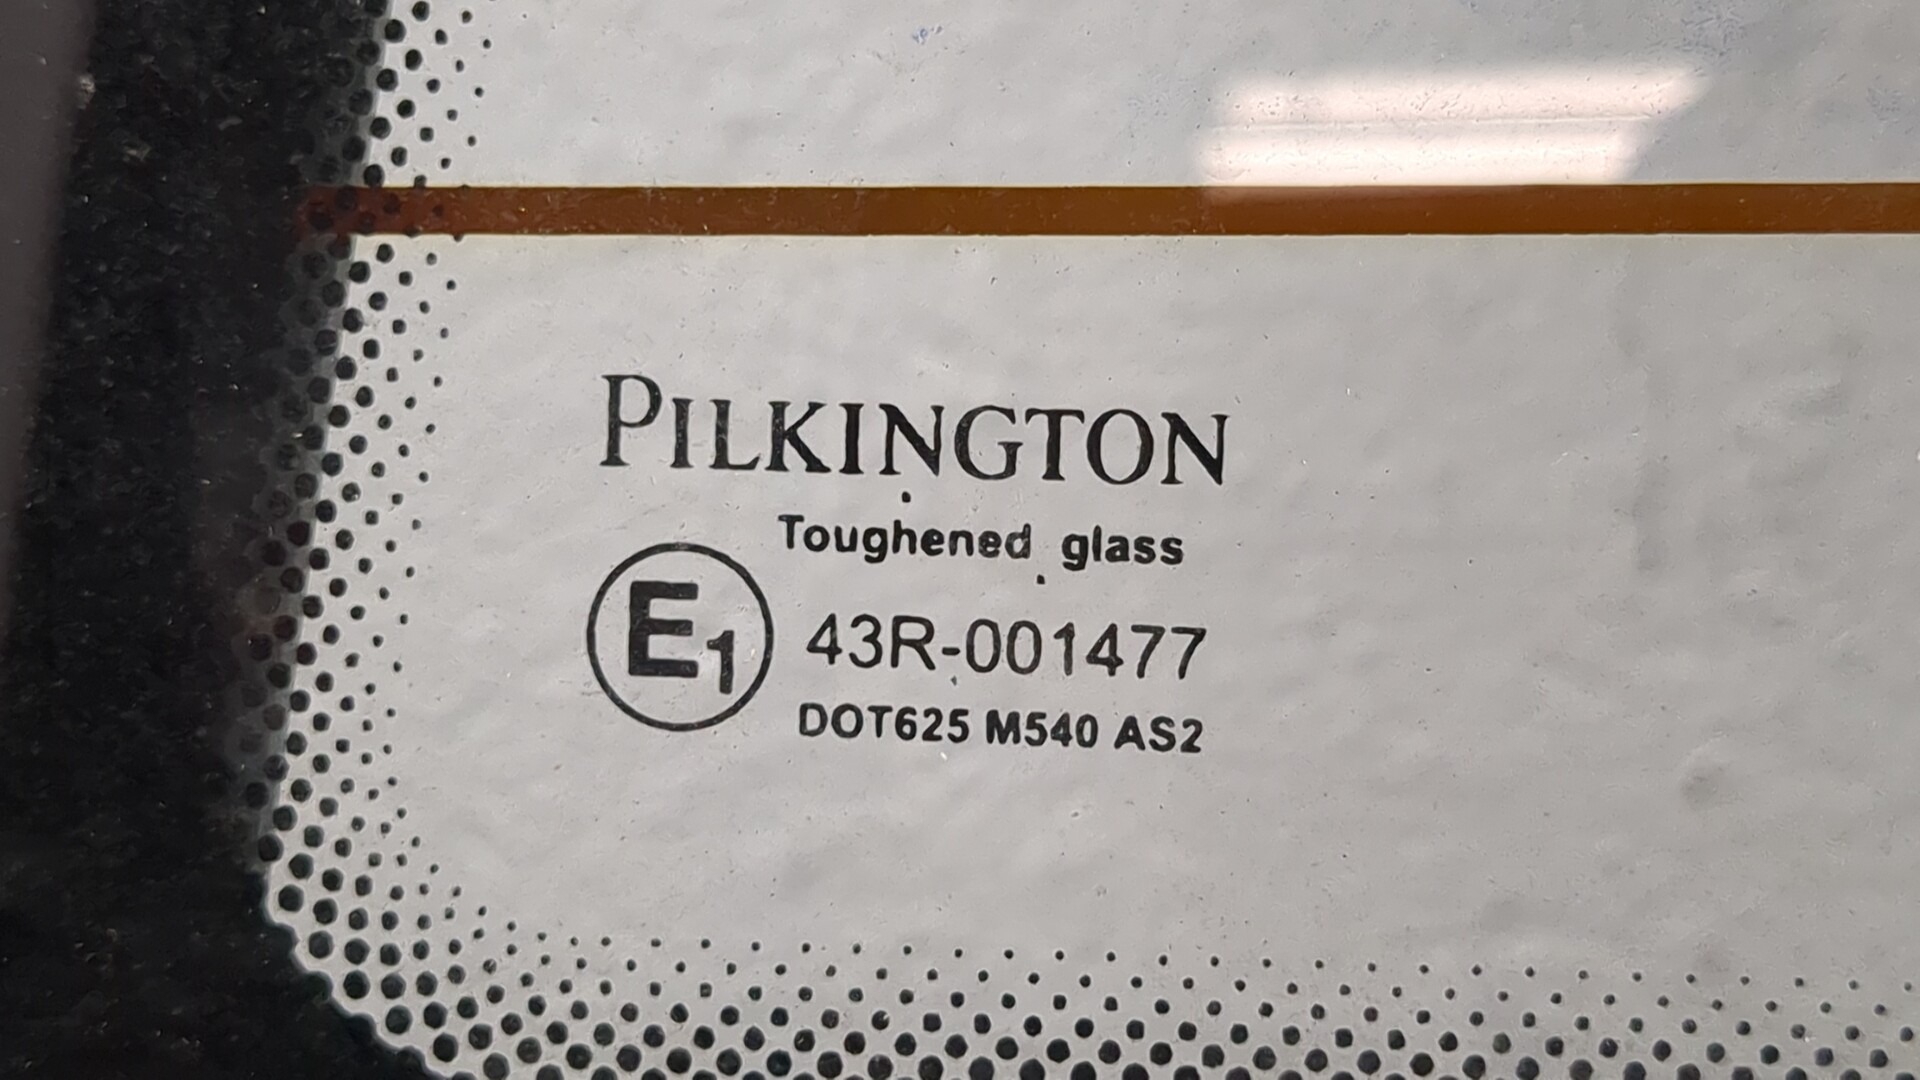 PILKINGTON
Toughened glass
E1 43R-001477
DOT625 M540 AS2